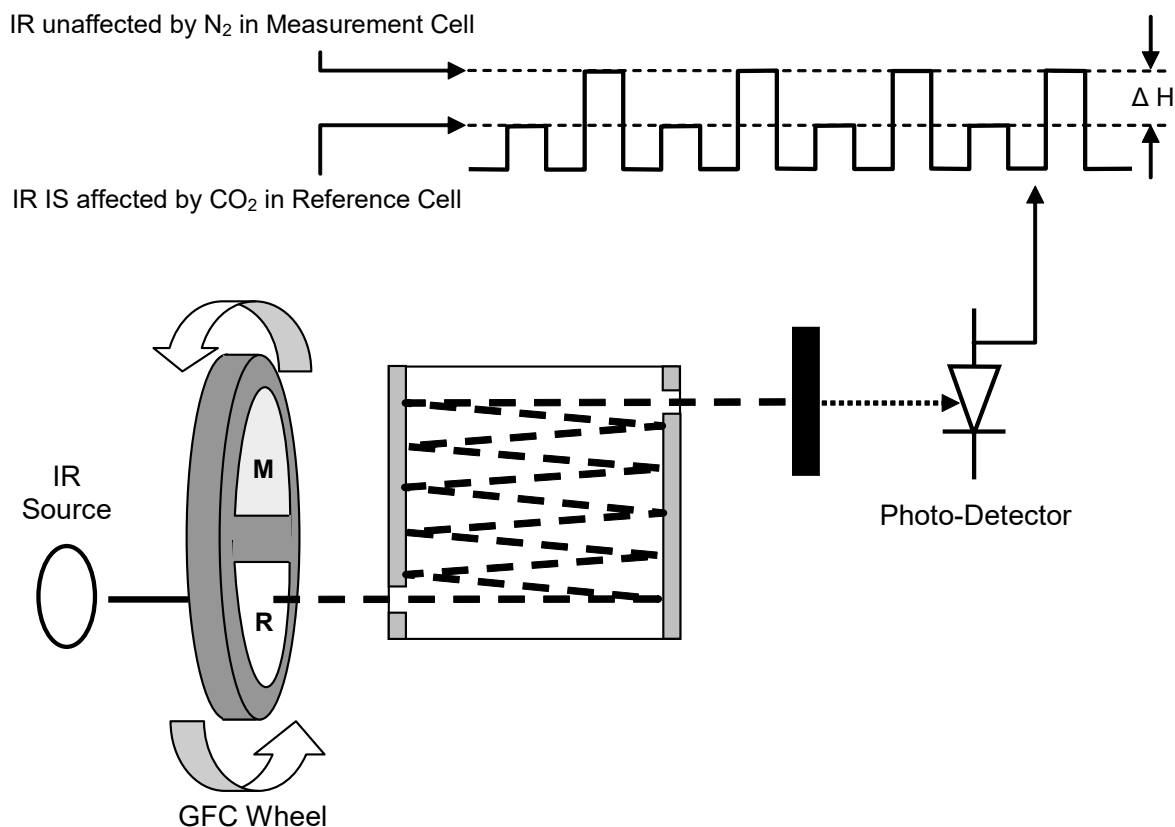 IR unaffected by N₂ in Measurement Cell
Δ H
IR IS affected by CO₂ in Reference Cell
M
IR
Source
Photo-Detector
R
GFC Wheel